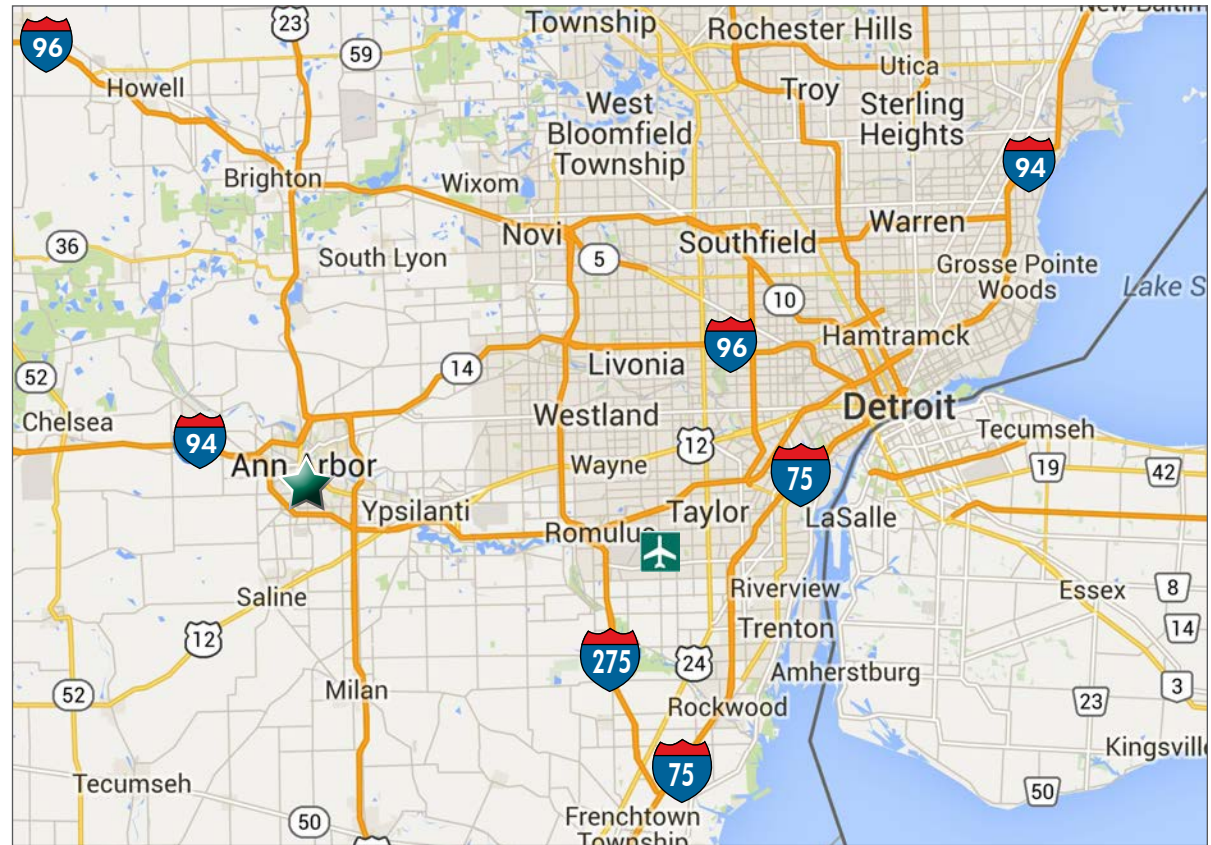 New Baltim
23
Township
Rochester Hills
96
59
Utica
Howell
Troy
West
Bloomfield
Township
Sterling
Heights
94
Brighton
Wixom
Novi
Warren
36
Southfield
South Lyon
5
Grosse Pointe
Woods
Lake S
10
Hamtramck
96
14
Livonia
52
Detroit
Chelsea
Westland
94
12
Tecumseh
Ann Arbor
Wayne
75
19
42
Ypsilanti
Taylor
LaSalle
Romulus
Riverview
Essex
8
Saline
12
Trenton
14
275
24
Amherstburg
52
Milan
Rockwood
23
3
75
Kingsville
Tecumseh
50
50
Frenchtown
Township